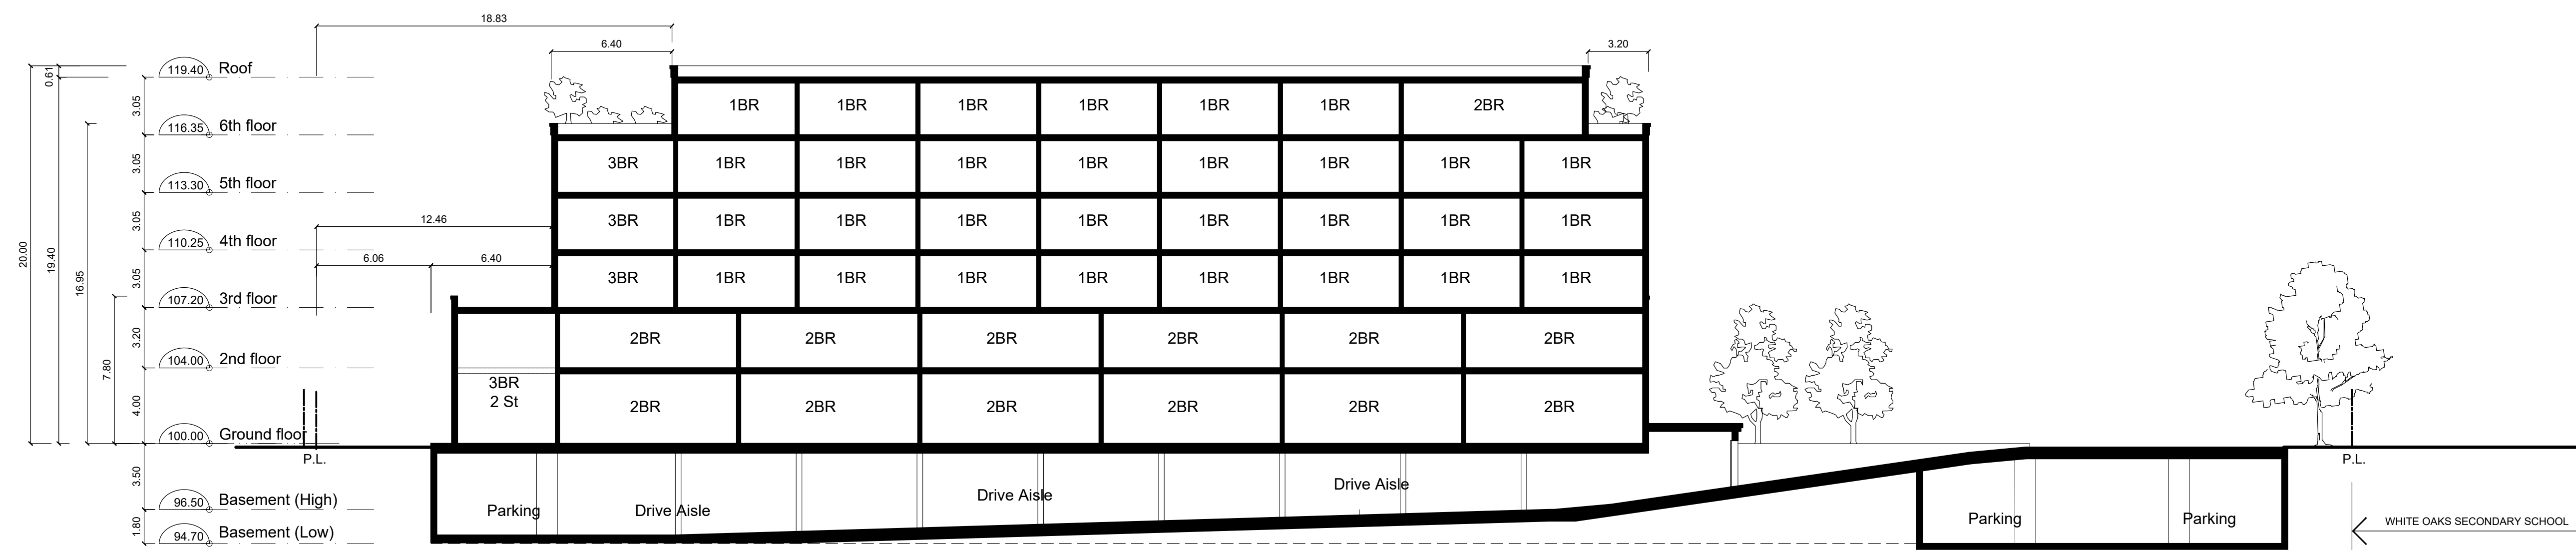 18.83
6.40
3.20
0.61
119.40 Roof
3.05
1BR 1BR 1BR 1BR 1BR 1BR 2BR
116.35 6th floor
3.05
3BR 1BR 1BR 1BR 1BR 1BR 1BR 1BR 1BR
113.30 5th floor
3.05
3BR 1BR 1BR 1BR 1BR 1BR 1BR 1BR 1BR
12.46
110.25 4th floor
20.00
19.40
16.95
6.06 6.40
3.05
3BR 1BR 1BR 1BR 1BR 1BR 1BR 1BR 1BR
107.20 3rd floor
3.20
2BR 2BR 2BR 2BR 2BR 2BR
104.00 2nd floor
7.80
3BR
2 St
4.00
2BR 2BR 2BR 2BR 2BR 2BR
100.00 Ground floor
P.L.
P.L.
3.50
Drive Aisle
Drive Aisle
96.50 Basement (High)
Parking
Drive Aisle
Parking
Parking
WHITE OAKS SECONDARY SCHOOL
1.80
94.70 Basement (Low)